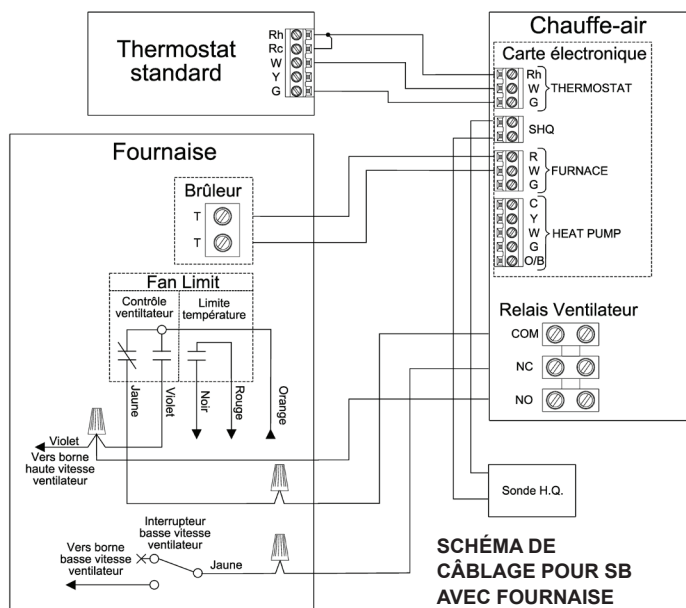 Thermostat
standard
Rh
Rc
W
Y
G
Chauffe-air
Carte électronique
Rh
W
G
THERMOSTAT
SHQ
R
W
G
FURNACE
C
Y
W
G
O/B
HEAT PUMP
Relais Ventilateur
COM
NC
NO
Fournaise
Brûleur
T
T
Fan Limit
Contrôle
ventiltateur
Limite
température
Jaune
Violet
Noir
Rouge
Orange
Violet
Vers borne
haute vitesse
ventilateur
Interrupteur
basse vitesse
ventilateur
Vers borne
basse vitesse
ventilateur
Jaune
Sonde H.Q.
SCHÉMA DE
CÂBLAGE POUR SB
AVEC FOURNAISE